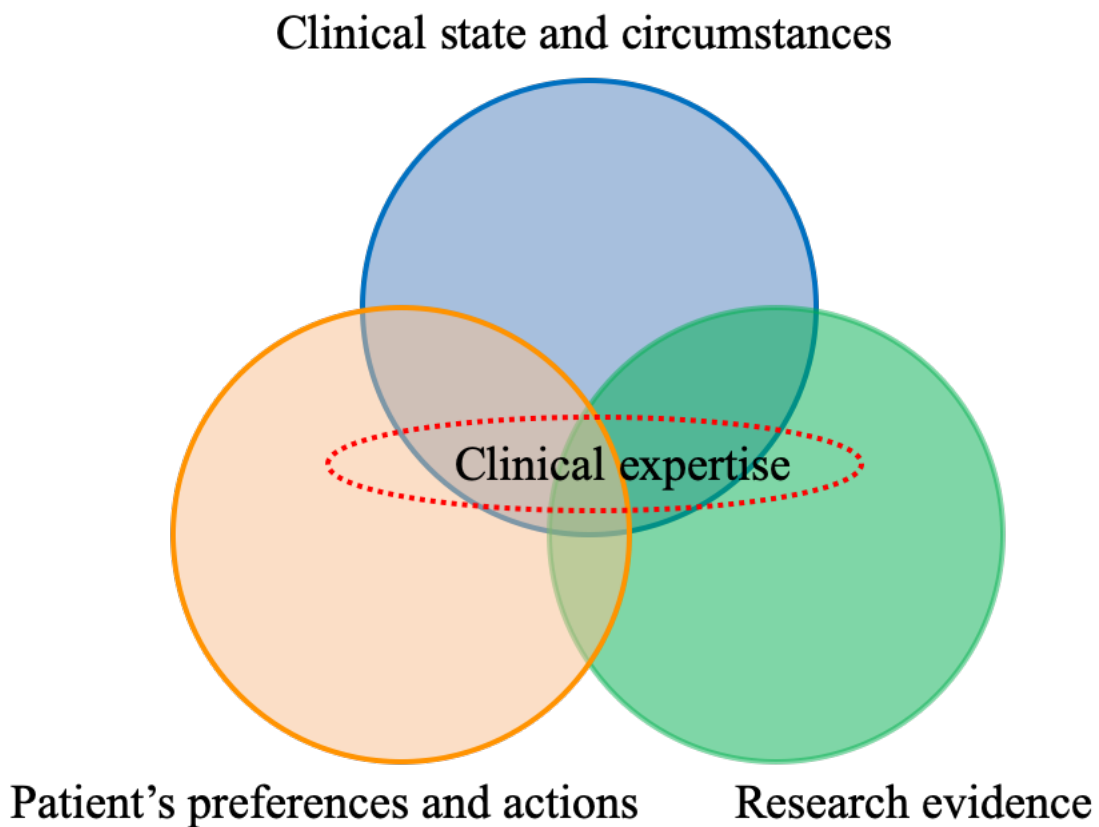 Clinical state and circumstances
Clinical expertise
Patient’s preferences and actions
Research evidence